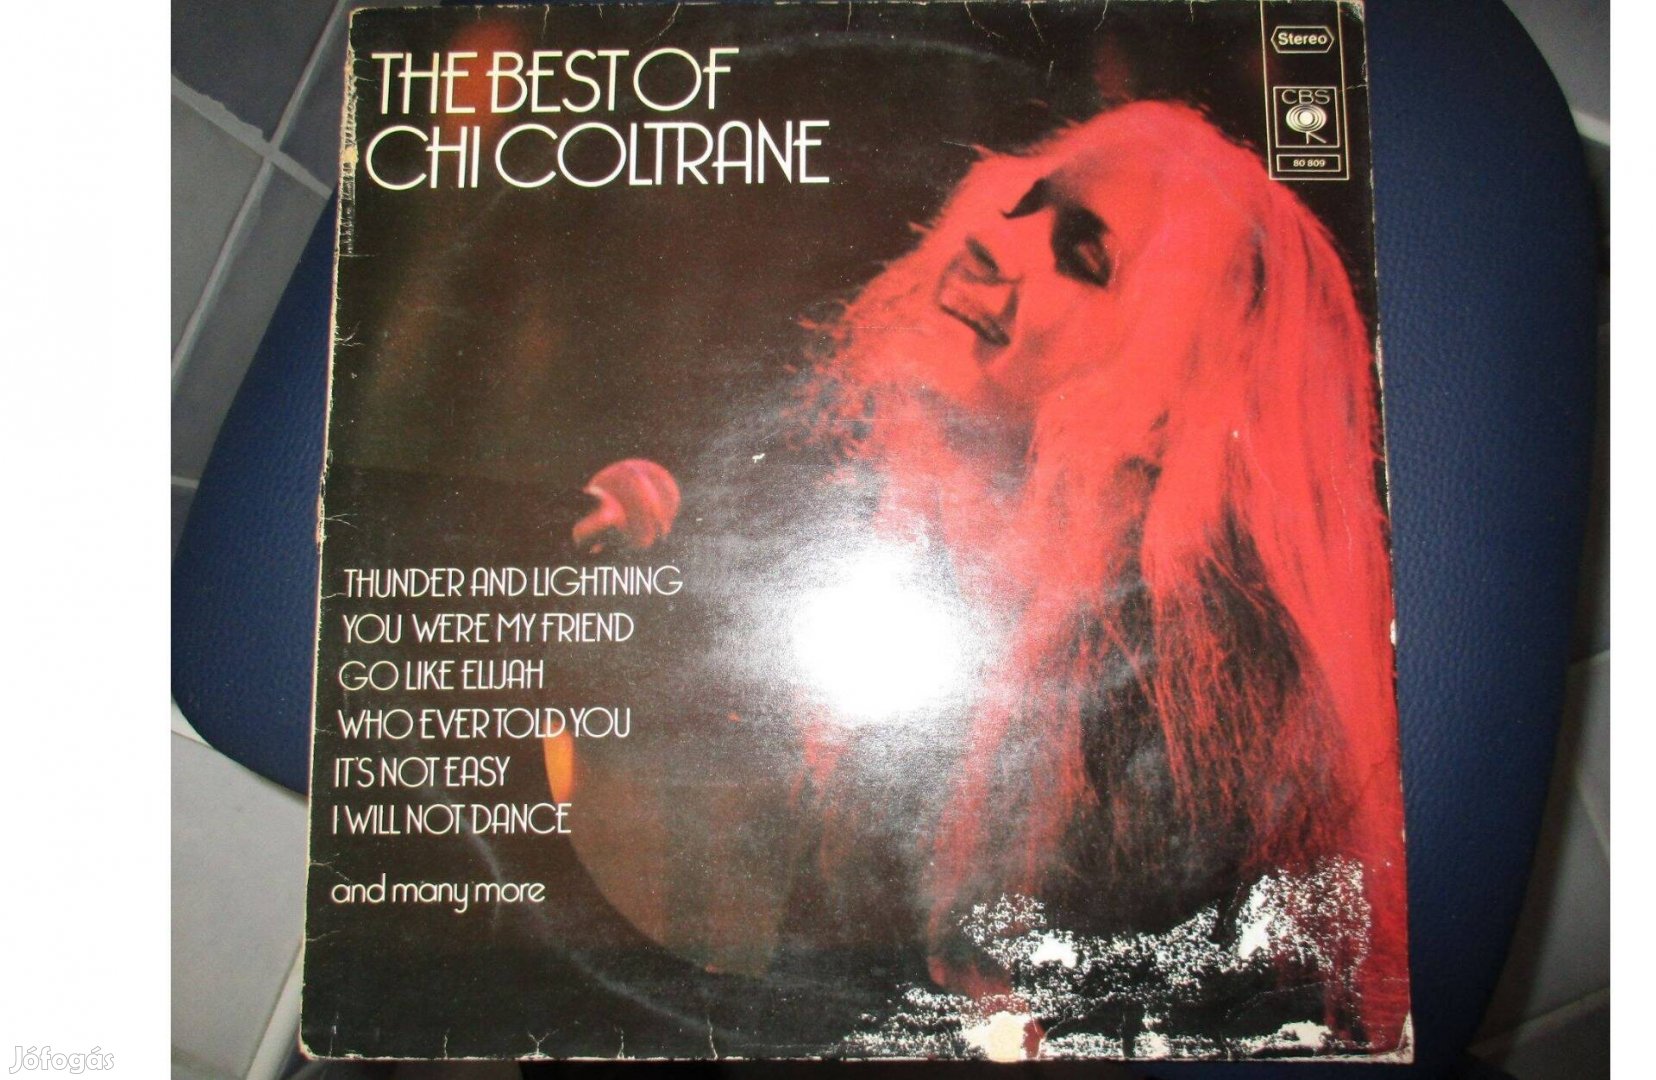 THE BEST OF
CHI COLTRANE
Stereo
CBS
80 809
THUNDER AND LIGHTNING
YOU WERE MY FRIEND
GO LIKE ELIJAH
WHO EVER TOLD YOU
IT'S NOT EASY
I WILL NOT DANCE
and many more
Jófogás